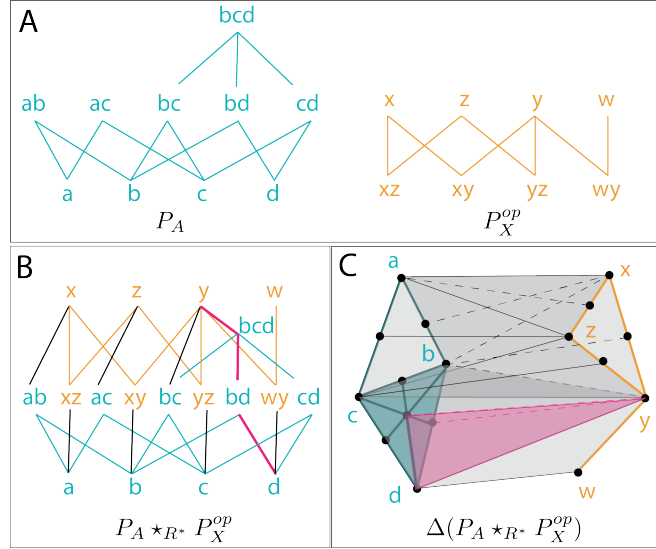 A
bcd
ab ac bc bd cd
x z y w
a b c d
xz xy yz wy
P_A
P_X^{op}
B
x z y w
bcd
ab xz ac xy bc yz bd wy cd
a b c d
P_A ⋆_{R*} P_X^{op}
C
a
x
z
b
c
y
d
w
Δ(P_A ⋆_{R*} P_X^{op})